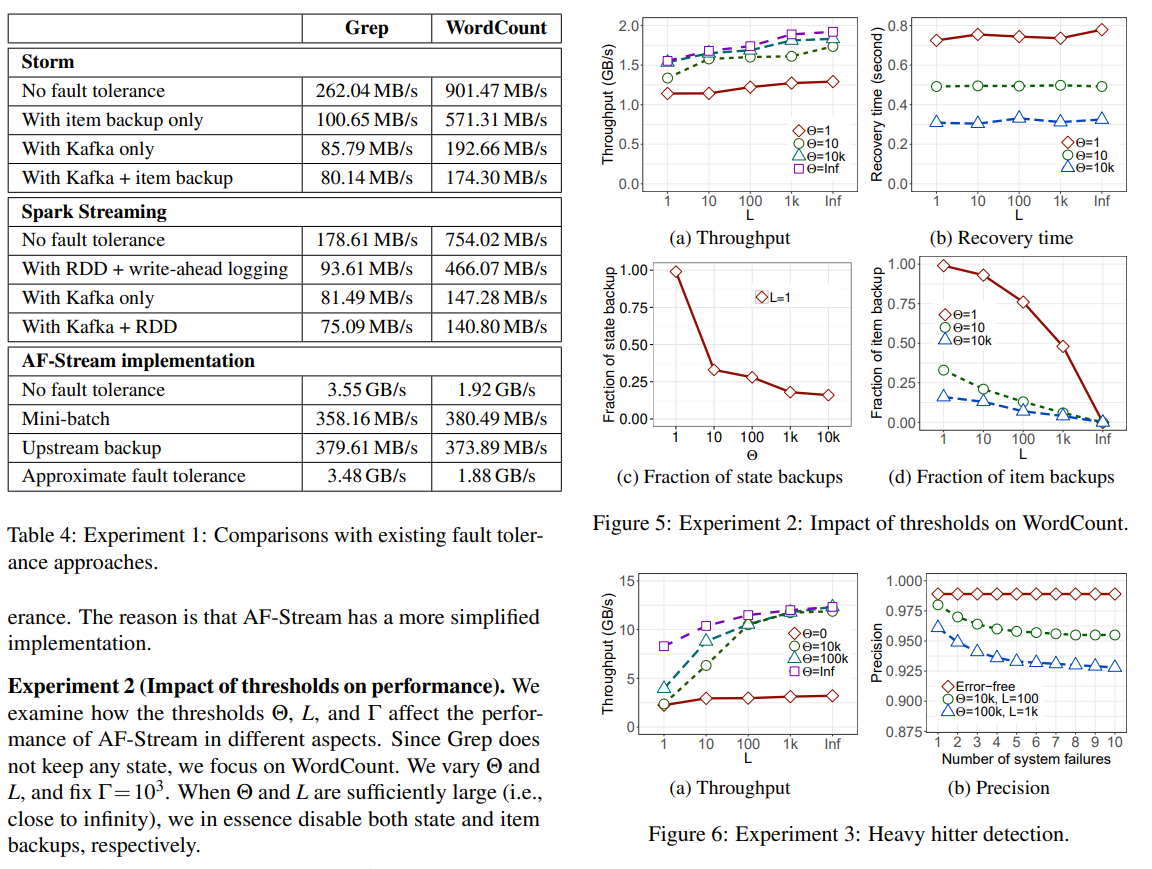 Grep WordCount
Storm
No fault tolerance 262.04 MB/s 901.47 MB/s
With item backup only 100.65 MB/s 571.31 MB/s
With Kafka only 85.79 MB/s 192.66 MB/s
With Kafka + item backup 80.14 MB/s 174.30 MB/s
Spark Streaming
No fault tolerance 178.61 MB/s 754.02 MB/s
With RDD + write-ahead logging 93.61 MB/s 466.07 MB/s
With Kafka only 81.49 MB/s 147.28 MB/s
With Kafka + RDD 75.09 MB/s 140.80 MB/s
AF-Stream implementation
No fault tolerance 3.55 GB/s 1.92 GB/s
Mini-batch 358.16 MB/s 380.49 MB/s
Upstream backup 379.61 MB/s 373.89 MB/s
Approximate fault tolerance 3.48 GB/s 1.88 GB/s
Table 4: Experiment 1: Comparisons with existing fault toler-
ance approaches.
erance. The reason is that AF-Stream has a more simplified
implementation.
Experiment 2 (Impact of thresholds on performance). We
examine how the thresholds Θ, L, and Γ affect the perfor-
mance of AF-Stream in different aspects. Since Grep does
not keep any state, we focus on WordCount. We vary Θ and
L, and fix Γ=10³. When Θ and L are sufficiently large (i.e.,
close to infinity), we in essence disable both state and item
backups, respectively.
Throughput (GB/s)
2.0
1.5
1.0
0.5
0.0
Θ=1
Θ=10
Θ=10k
Θ=Inf
1 10 100 1k Inf
L
(a) Throughput
Recovery time (second)
0.8
0.6
0.4
0.2
0.0
Θ=1
Θ=10
Θ=10k
1 10 100 1k Inf
L
(b) Recovery time
Fraction of state backup
1.00
0.75
0.50
0.25
0.00
L=1
1 10 100 1k 10k
Θ
(c) Fraction of state backups
Fraction of item backup
1.00
0.75
0.50
0.25
0.00
Θ=1
Θ=10
Θ=10k
1 10 100 1k Inf
L
(d) Fraction of item backups
Figure 5: Experiment 2: Impact of thresholds on WordCount.
Throughput (GB/s)
15
10
5
0
Θ=0
Θ=10k
Θ=100k
Θ=Inf
1 10 100 1k Inf
L
(a) Throughput
Precision
1.000
0.975
0.950
0.925
0.900
0.875
Error−free
Θ=10k, L=100
Θ=100k, L=1k
1 2 3 4 5 6 7 8 9 10
Number of system failures
(b) Precision
Figure 6: Experiment 3: Heavy hitter detection.